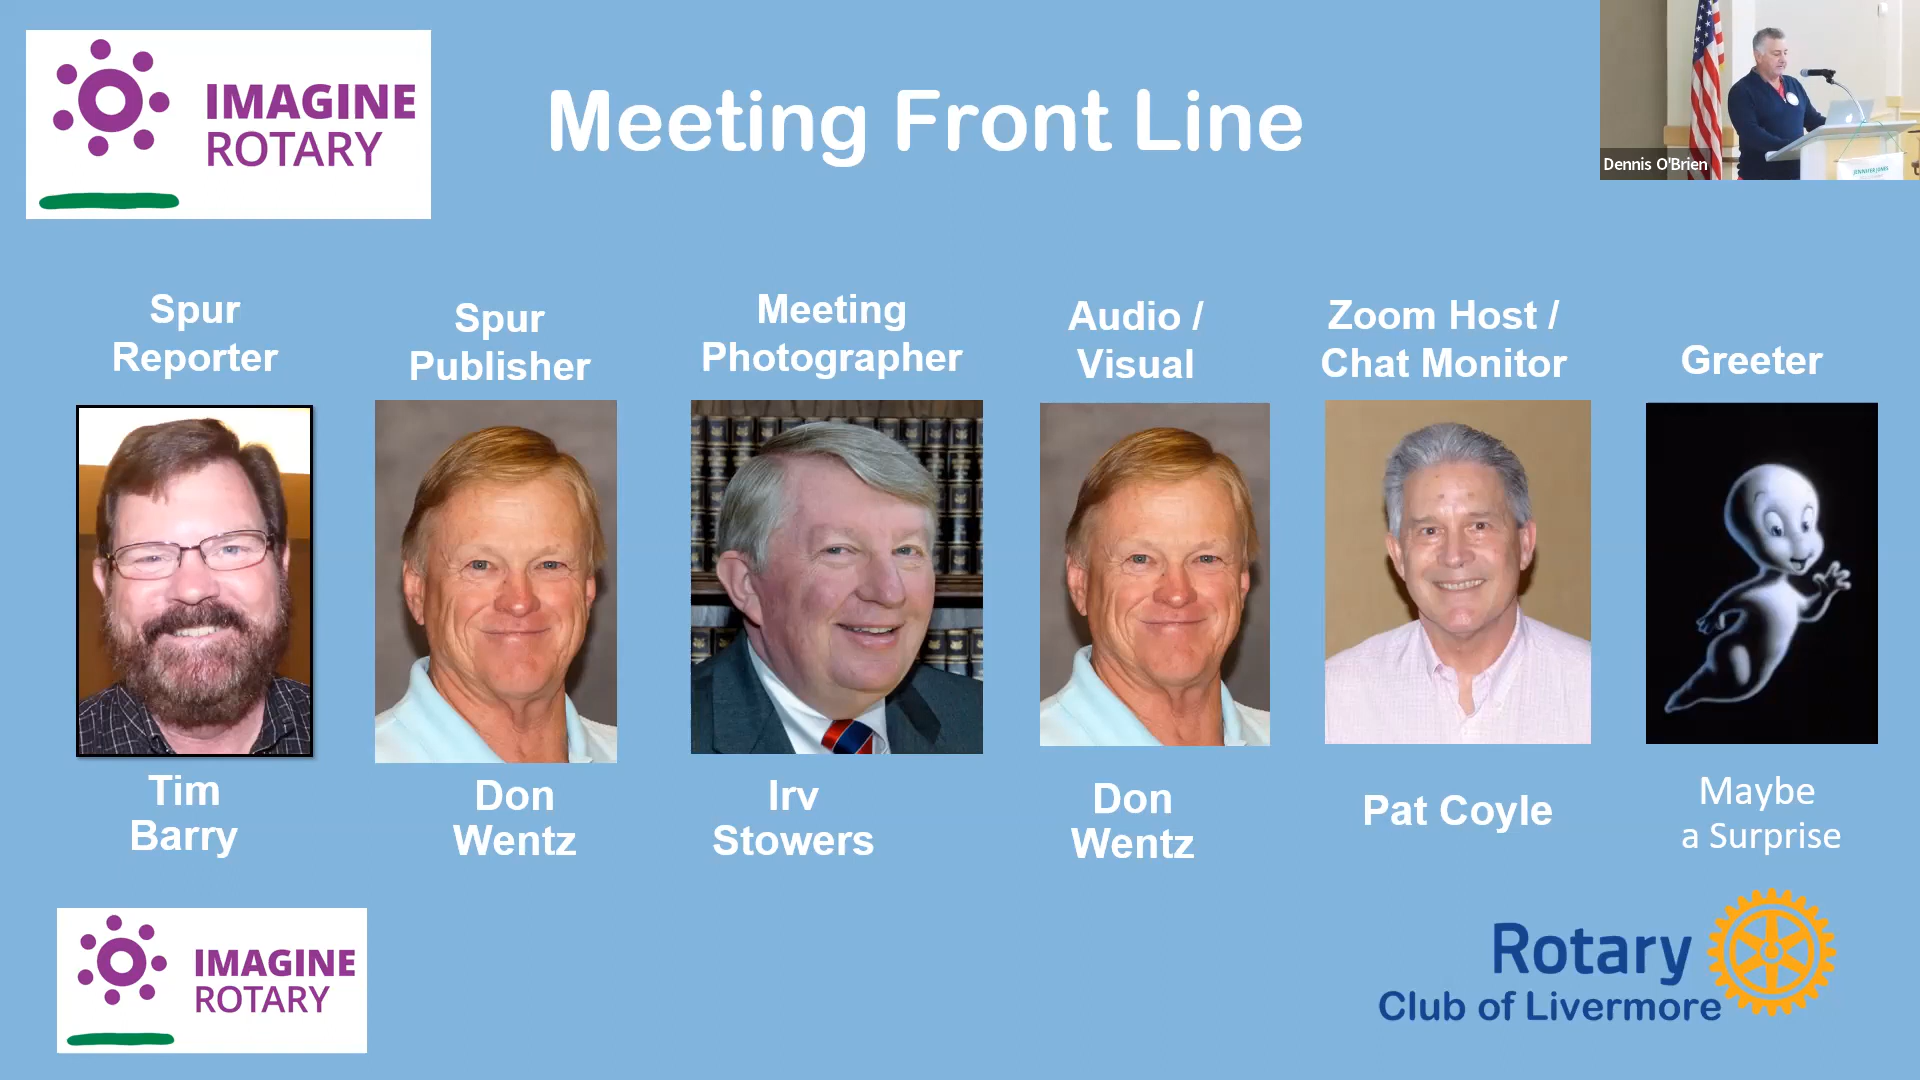 IMAGINE
ROTARY
Meeting Front Line
Dennis O'Brien
JENNIFER JONES
Spur
Reporter
Spur
Publisher
Meeting
Photographer
Audio /
Visual
Zoom Host /
Chat Monitor
Greeter
Tim
Barry
Don
Wentz
Irv
Stowers
Don
Wentz
Pat Coyle
Maybe
a Surprise
IMAGINE
ROTARY
Rotary
Club of Livermore